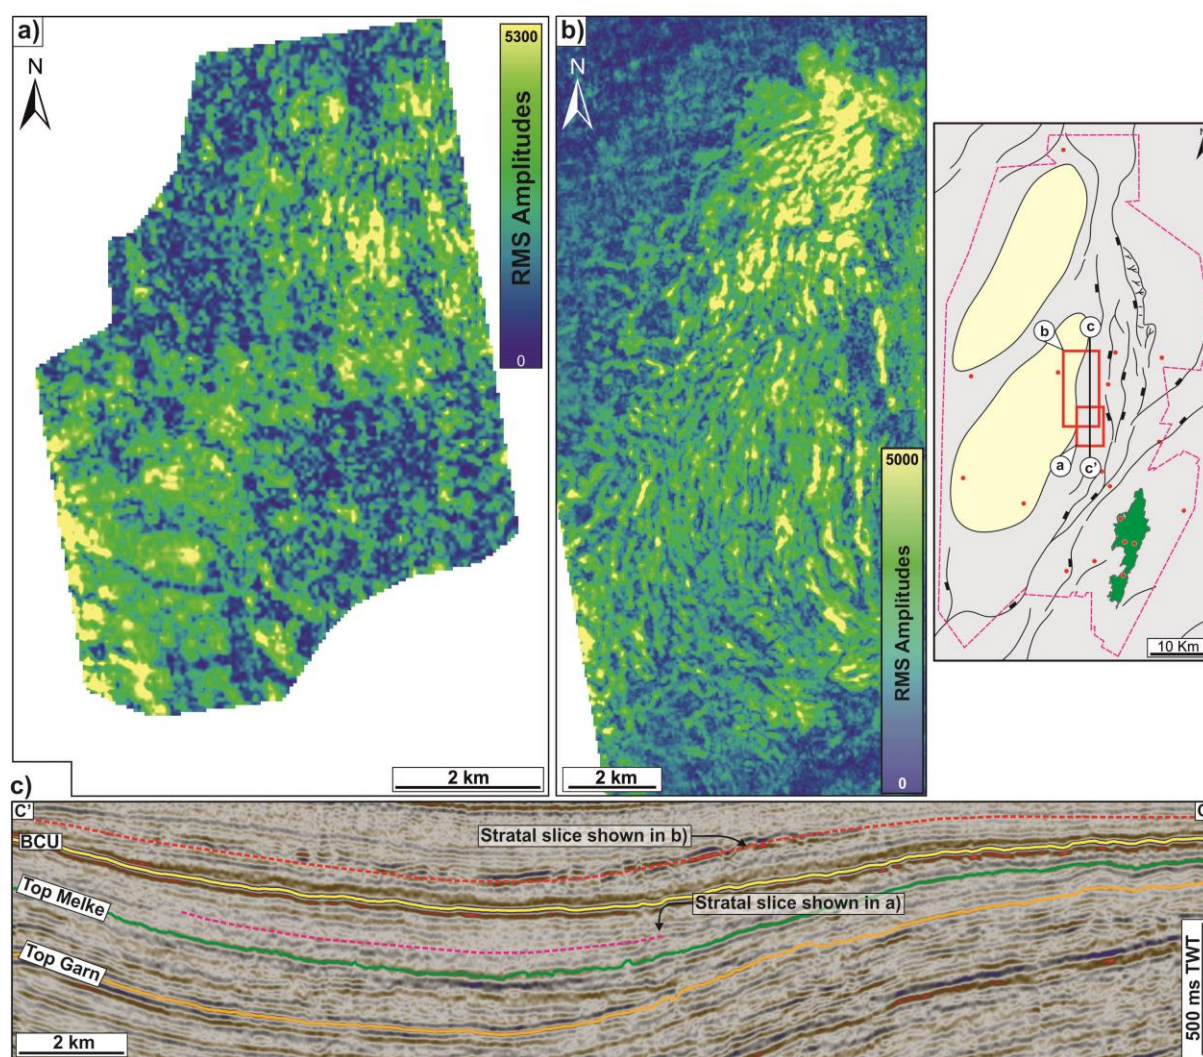 a)
N
5300
RMS Amplitudes
0
2 km
b)
N
5000
RMS Amplitudes
0
2 km
N
b
c
a
c'
10 Km
c)
C'
C
BCU
Stratal slice shown in b)
Top Melke
Stratal slice shown in a)
Top Garn
2 km
500 ms TWT